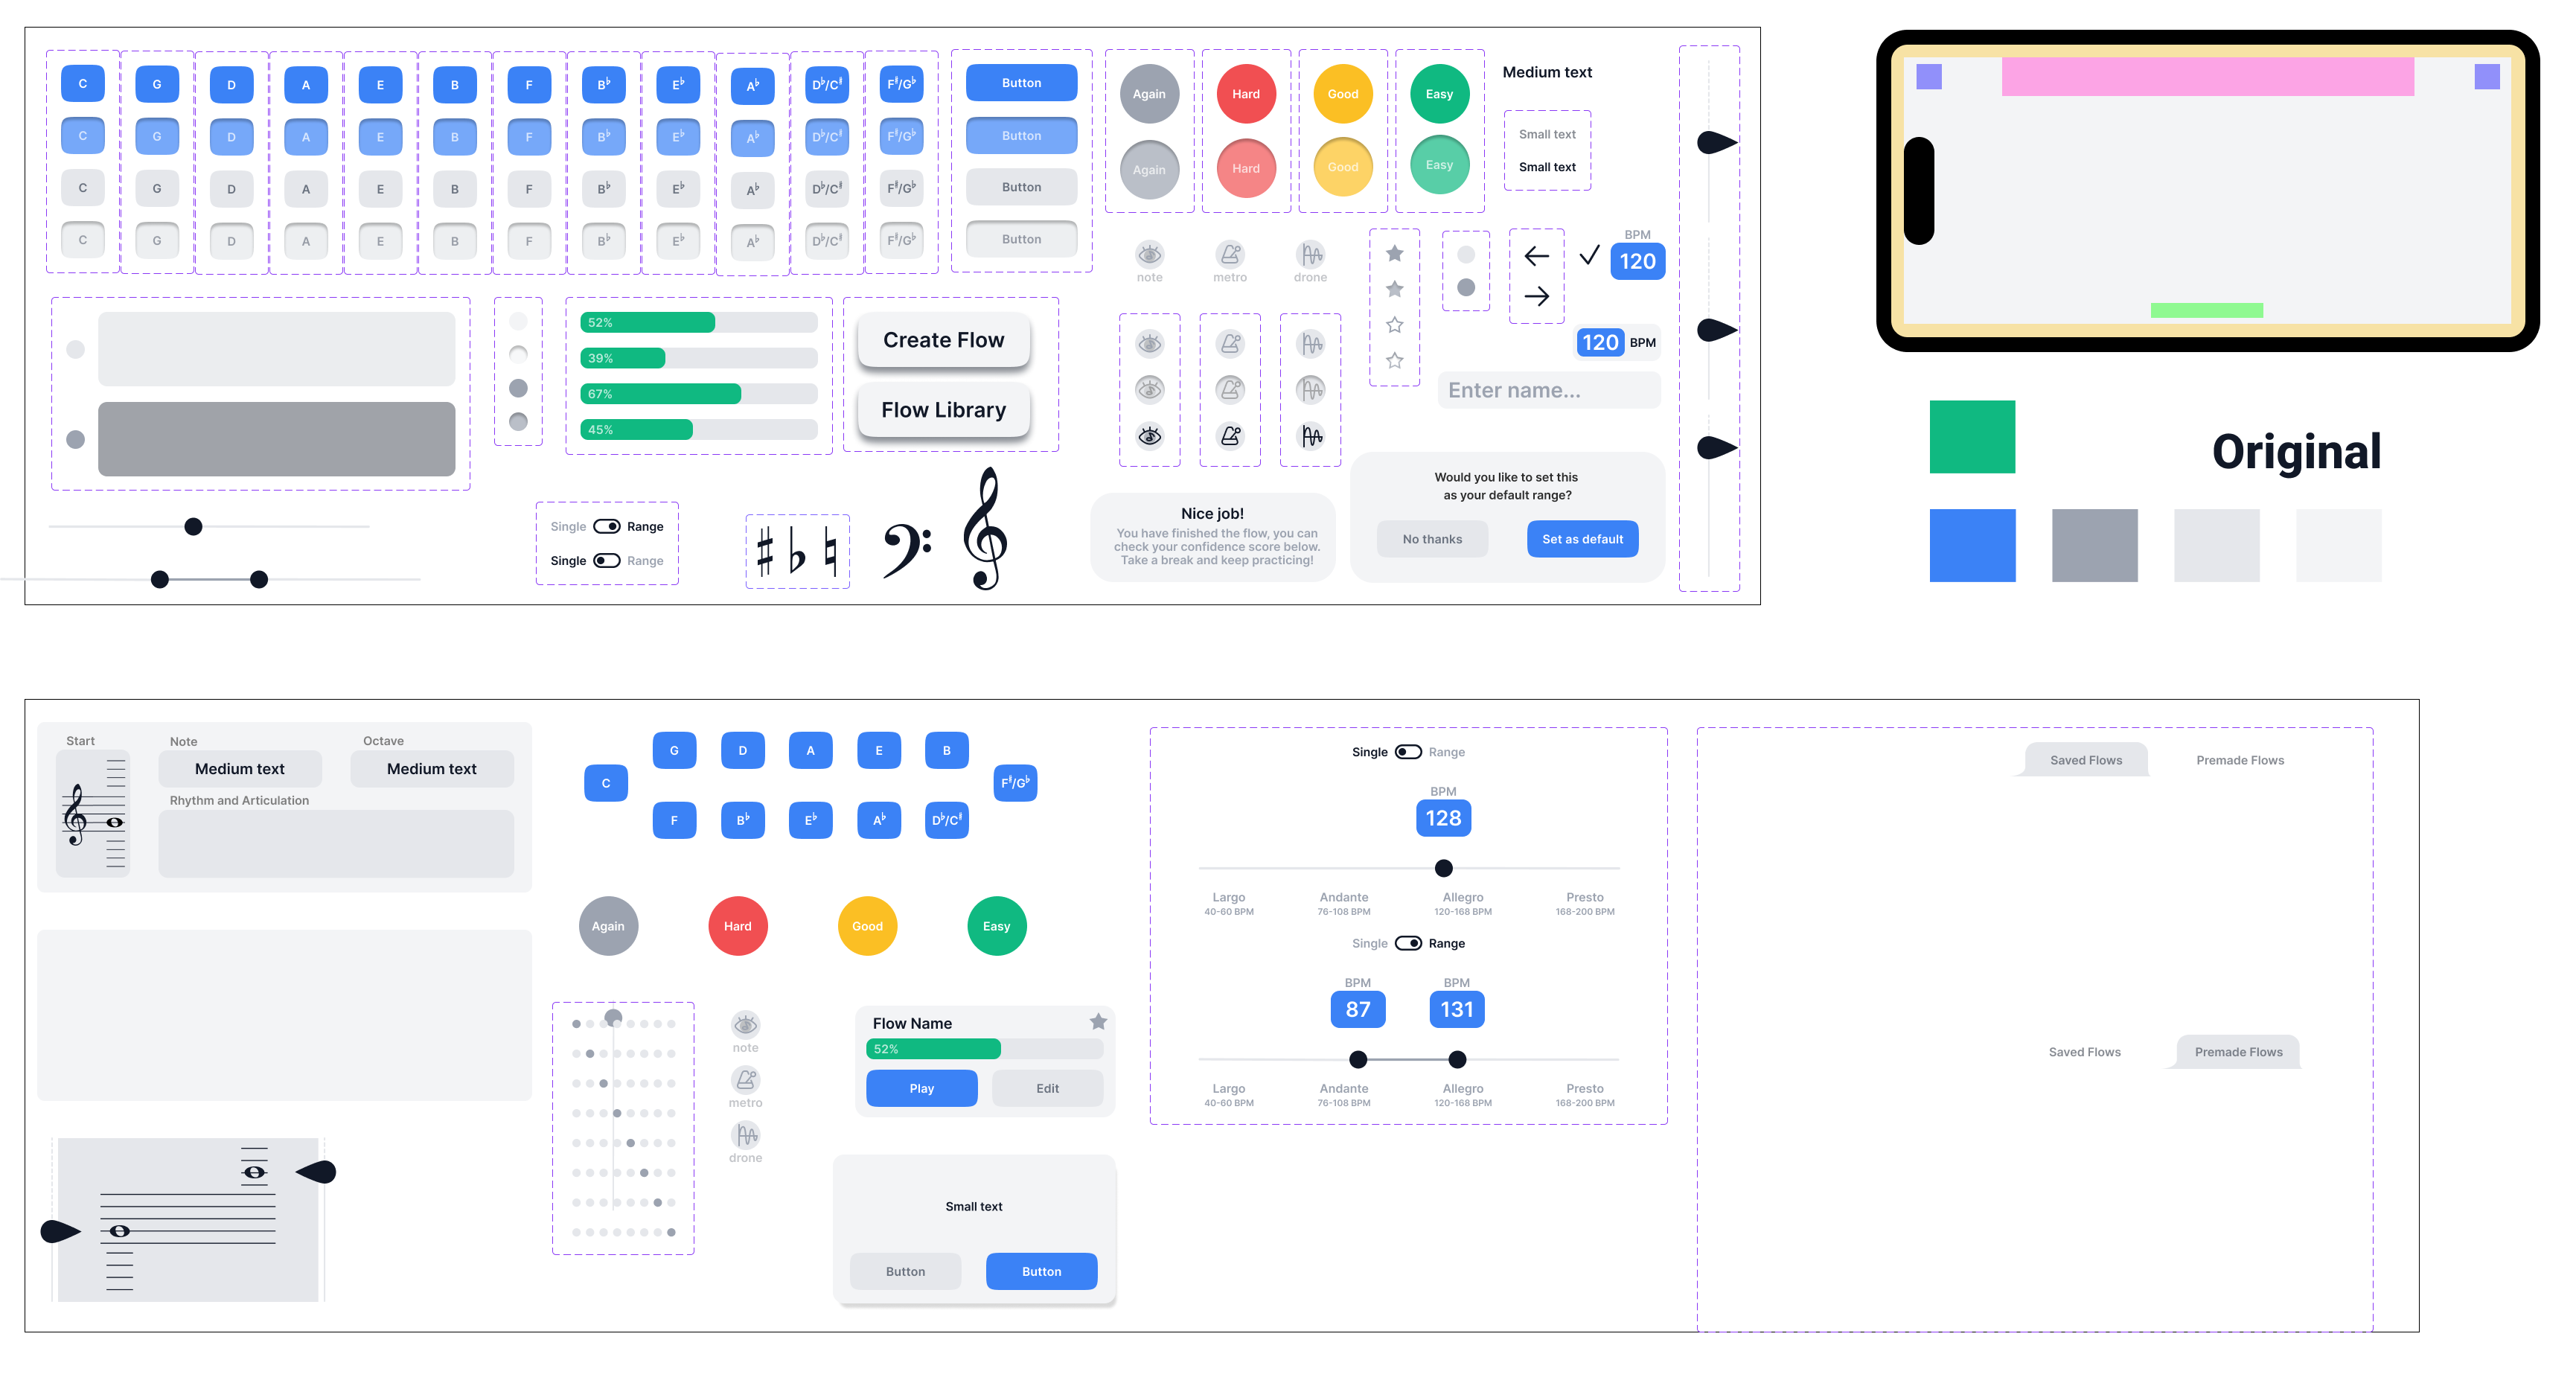 C G D A E B F B♭ E♭ A♭ D♭/C♯ F♯/G♭
C G D A E B F B♭ E♭ A♭ D♭/C♯ F♯/G♭
C G D A E B F B♭ E♭ A♭ D♭/C♯ F♯/G♭
C G D A E B F B♭ E♭ A♭ D♭/C♯ F♯/G♭
Button
Button
Button
Button
Again Hard Good Easy
Again Hard Good Easy
Medium text
Small text
Small text
note metro drone
BPM
120
120 BPM
Enter name...
52%
39%
67%
45%
Create Flow
Flow Library
Single Range
Single Range
Nice job!
You have finished the flow, you can
check your confidence score below.
Take a break and keep practicing!
Would you like to set this
as your default range?
No thanks Set as default
Original
Start Note Octave
Medium text Medium text
Rhythm and Articulation
G D A E B
C F♯/G♭
F B♭ E♭ A♭ D♭/C♯
Again Hard Good Easy
note
metro
drone
Flow Name
52%
Play Edit
Small text
Button Button
Single Range
BPM
128
Largo Andante Allegro Presto
40-60 BPM 76-108 BPM 120-168 BPM 168-200 BPM
Single Range
BPM BPM
87 131
Largo Andante Allegro Presto
40-60 BPM 76-108 BPM 120-168 BPM 168-200 BPM
Saved Flows Premade Flows
Saved Flows Premade Flows